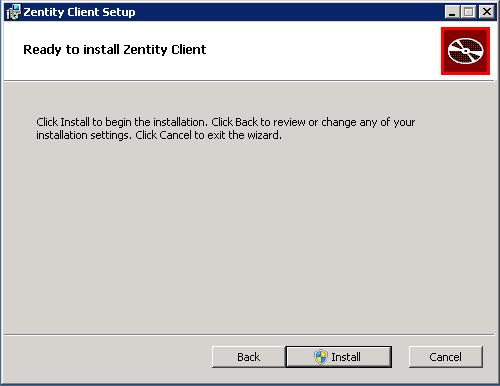 Zentity Client Setup
Ready to install Zentity Client
Click Install to begin the installation. Click Back to review or change any of your
installation settings. Click Cancel to exit the wizard.
Back Install Cancel